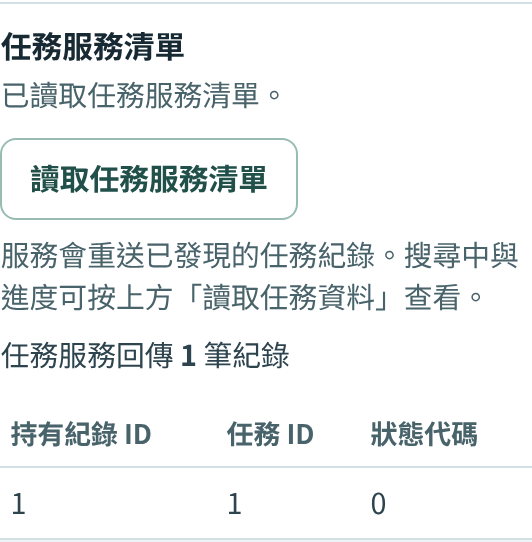 任務服務清單
已讀取任務服務清單。
讀取任務服務清單
服務會重送已發現的任務紀錄。搜尋中與
進度可按上方「讀取任務資料」查看。
任務服務回傳 1 筆紀錄
持有紀錄 ID 任務 ID 狀態代碼
1 1 0